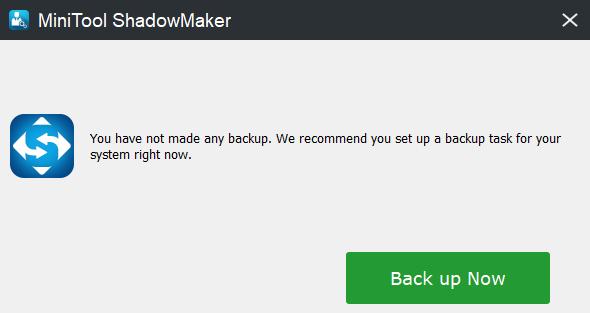 MiniTool ShadowMaker
You have not made any backup. We recommend you set up a backup task for your
system right now.
Back up Now